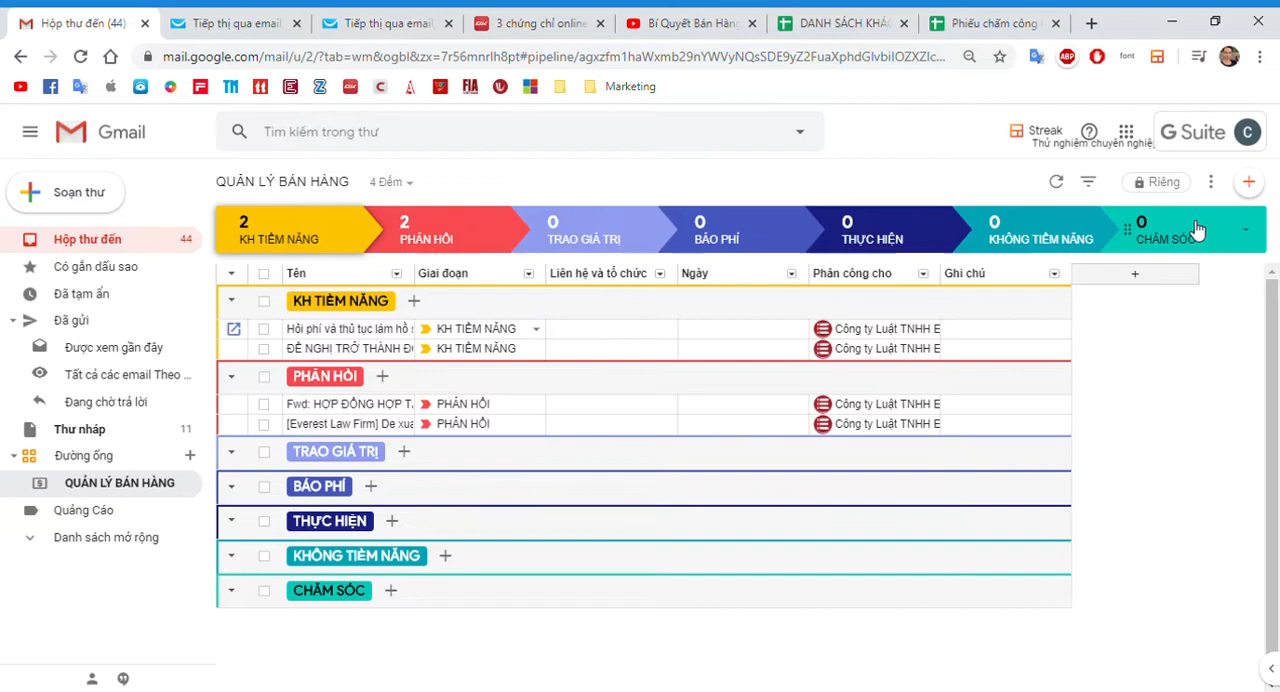 Hộp thư đến (44)
Tiếp thị qua email
Tiếp thị qua email
3 chứng chỉ online
Bí Quyết Bán Hàng
DANH SÁCH KHÁC
Phiếu chấm công
mail.google.com/mail/u/2/?tab=wm&ogbl&zx=7r56mnrlh8pt#pipeline/agxzfm1haWxmb29nYWVyNQsSDE9yZ2FuaXphdGlvbiIOZXZlc...
font
Marketing
Gmail
Tìm kiếm trong thư
Streak
Thử nghiệm chuyên nghiệ
G Suite
C
Soạn thư
QUẢN LÝ BÁN HÀNG
4 Đếm
Riêng
Hộp thư đến 44
Có gắn dấu sao
Đã tạm ẩn
Đã gửi
Được xem gần đây
Tất cả các email Theo ...
Đang chờ trả lời
Thư nháp 11
Đường ống
QUẢN LÝ BÁN HÀNG
Quảng Cáo
Danh sách mở rộng
2 KH TIỀM NĂNG
2 PHẢN HỒI
0 TRAO GIÁ TRỊ
0 BÁO PHÍ
0 THỰC HIỆN
0 KHÔNG TIỀM NĂNG
0 CHĂM SÓC
Tên Giai đoạn Liên hệ và tổ chức Ngày Phân công cho Ghi chú
KH TIỀM NĂNG
Hỏi phí và thủ tục làm hồ s KH TIỀM NĂNG Công ty Luật TNHH E
ĐỀ NGHỊ TRỞ THÀNH ĐỐ KH TIỀM NĂNG Công ty Luật TNHH E
PHẢN HỒI
Fwd: HỢP ĐỒNG HỢP TÁ PHẢN HỒI Công ty Luật TNHH E
[Everest Law Firm] De xua PHẢN HỒI Công ty Luật TNHH E
TRAO GIÁ TRỊ
BÁO PHÍ
THỰC HIỆN
KHÔNG TIỀM NĂNG
CHĂM SÓC